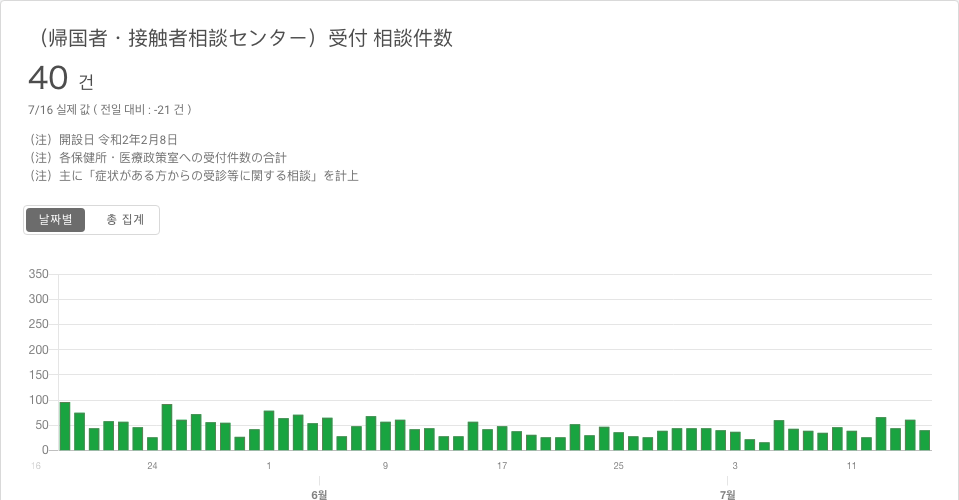 （帰国者・接触者相談センター）受付 相談件数
40 건
7/16 실제 값 ( 전일 대비 : -21 건 )
（注）開設日 令和2年2月8日
（注）各保健所・医療政策室への受付件数の合計
（注）主に「症状がある方からの受診等に関する相談」を計上
날짜별 총 집계
350
300
250
200
150
100
50
0
16 24 1 9 17 25 3 11
6월 7월